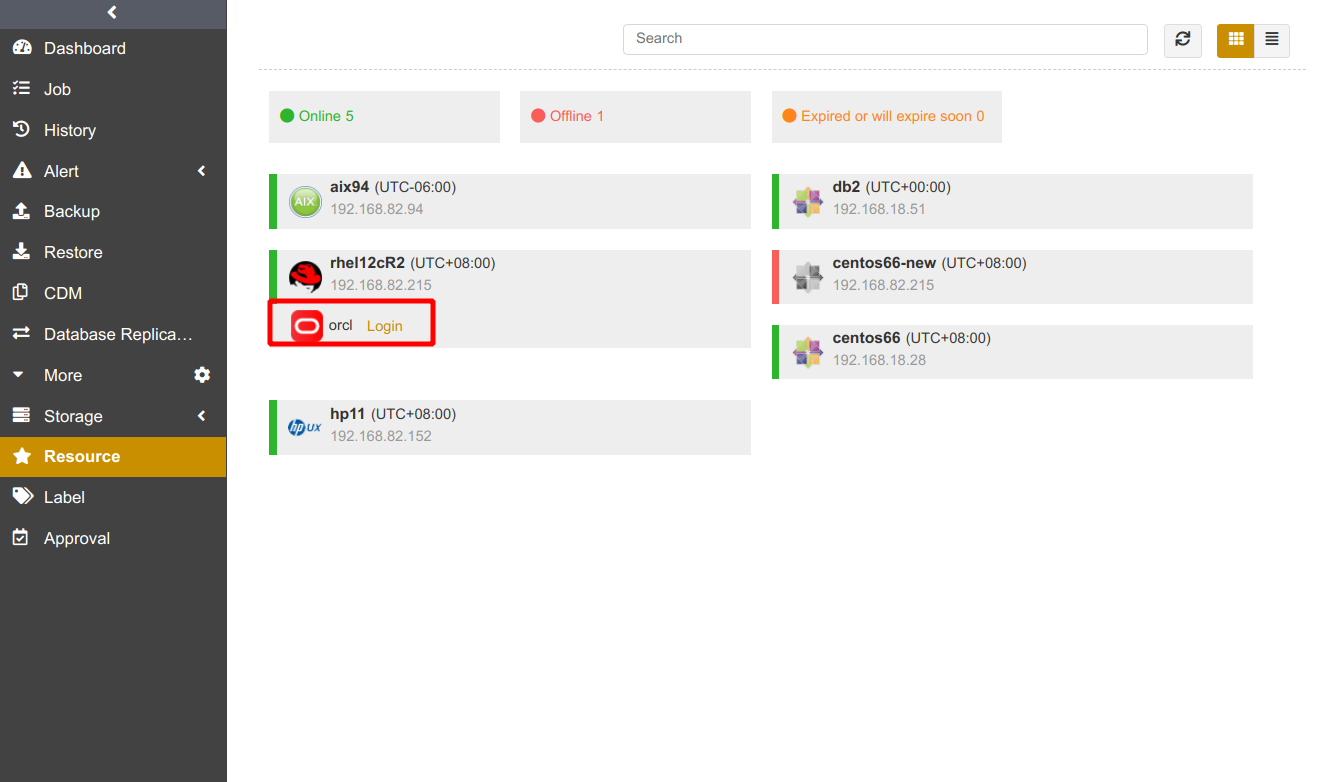 Dashboard
Job
History
Alert
Backup
Restore
CDM
Database Replica…
More
Storage
Resource
Label
Approval
Search
Online 5
Offline 1
Expired or will expire soon 0
aix94 (UTC-06:00)
AIX
192.168.82.94
db2 (UTC+00:00)
192.168.18.51
rhel12cR2 (UTC+08:00)
192.168.82.215
orcl Login
centos66-new (UTC+08:00)
192.168.82.215
centos66 (UTC+08:00)
192.168.18.28
hp11 (UTC+08:00)
hp UX
192.168.82.152